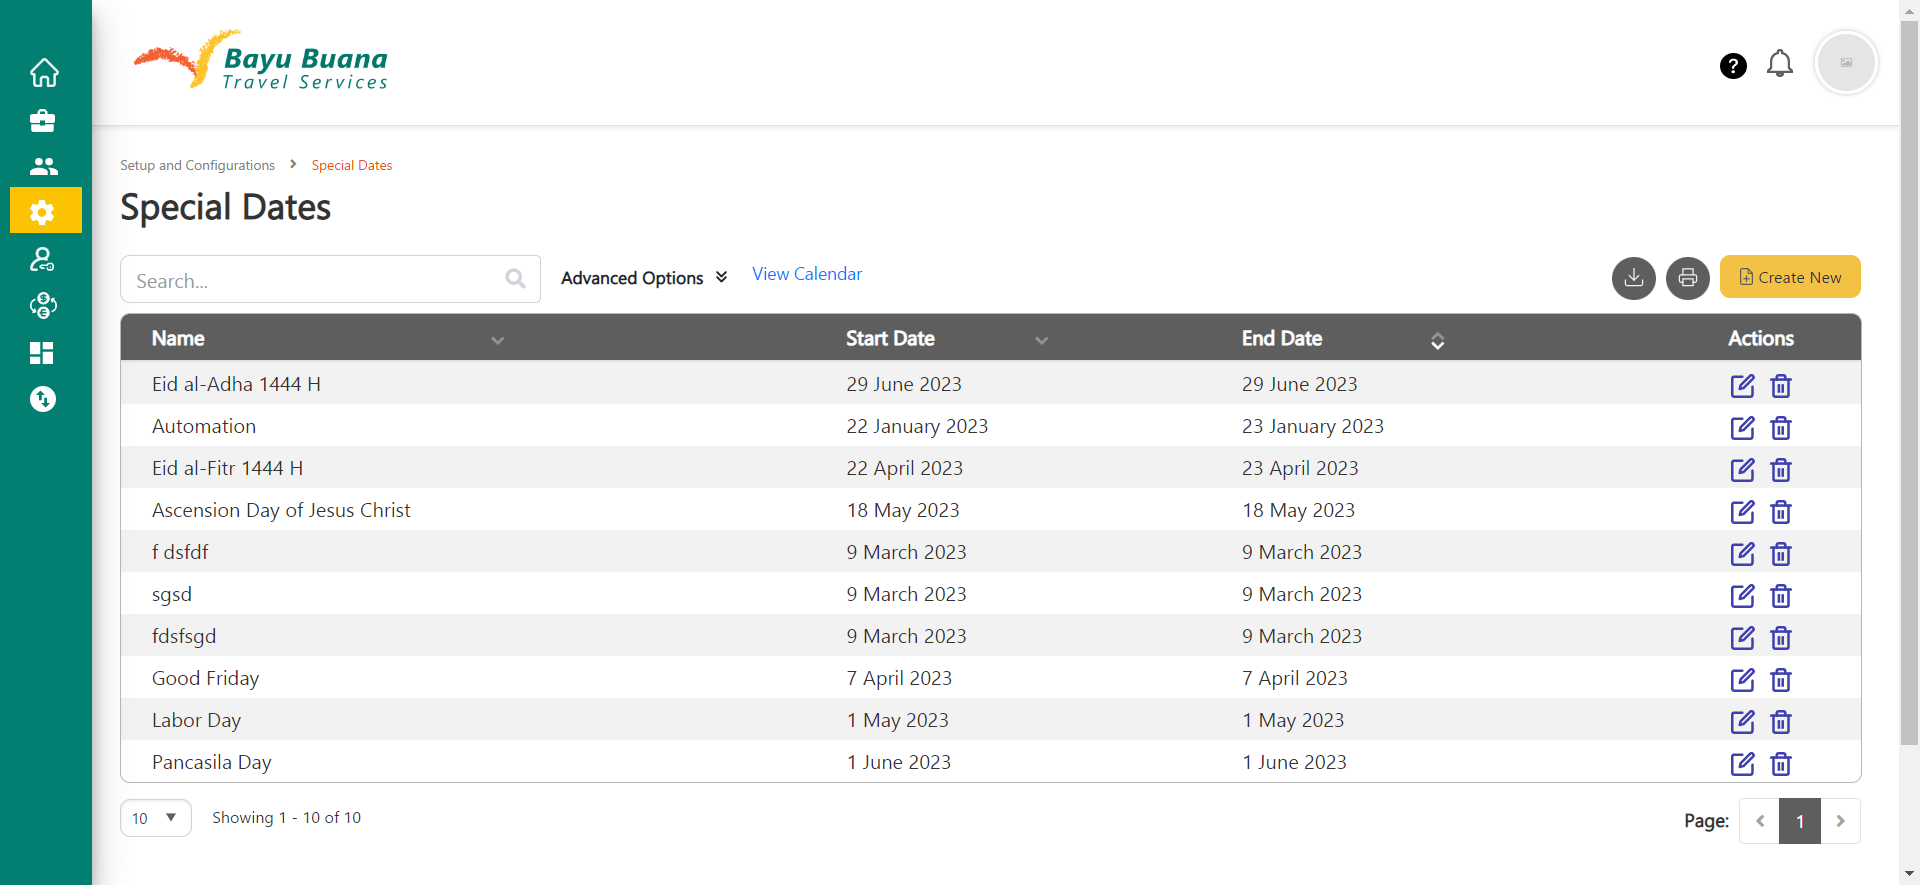 Bayu Buana
Travel Services
?
Setup and Configurations > Special Dates
Special Dates
Search... Advanced Options View Calendar Create New
Name Start Date End Date Actions
Eid al-Adha 1444 H 29 June 2023 29 June 2023
Automation 22 January 2023 23 January 2023
Eid al-Fitr 1444 H 22 April 2023 23 April 2023
Ascension Day of Jesus Christ 18 May 2023 18 May 2023
f dsfdf 9 March 2023 9 March 2023
sgsd 9 March 2023 9 March 2023
fdsfsgd 9 March 2023 9 March 2023
Good Friday 7 April 2023 7 April 2023
Labor Day 1 May 2023 1 May 2023
Pancasila Day 1 June 2023 1 June 2023
10 Showing 1 - 10 of 10 Page: 1